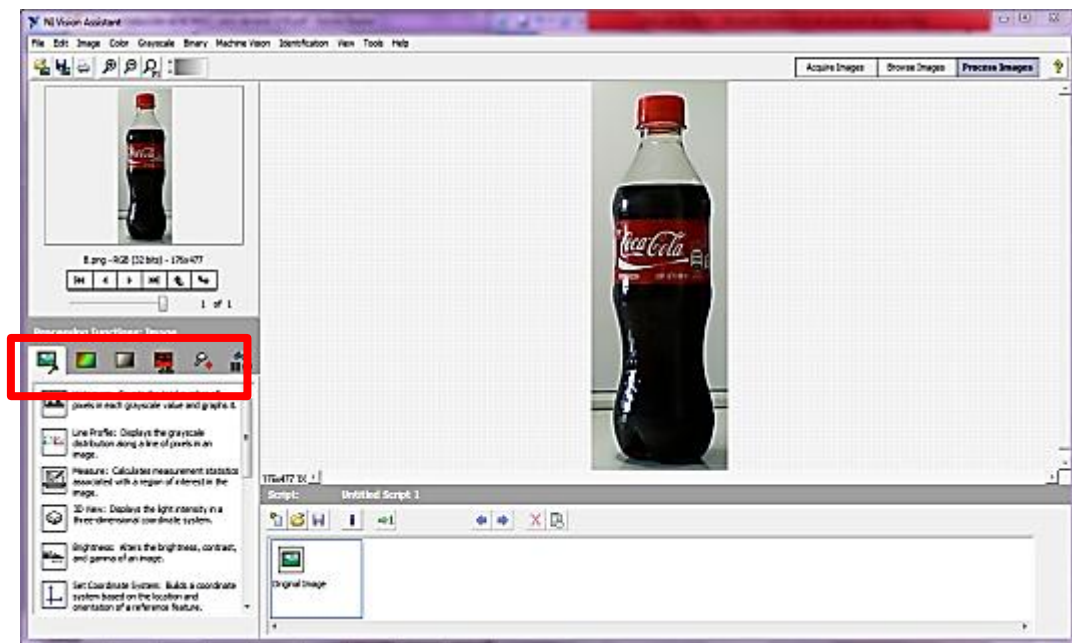 NI Vision Assistant
File Edit Image Color Grayscale Binary Machine Vision Identification View Tools Help
Acquire Images Browse Images Process Images
B.png - RGB (32 bits) - 176x477
1 of 1
Processing Functions: Image
pixels in each grayscale value and graphs it.
Line Profile: Displays the grayscale
distribution along a line of pixels in an
image.
Measure: Calculates measurement statistics
associated with a region of interest in the
image.
3D View: Displays the light intensity in a
three-dimensional coordinate system.
Brightness: Alters the brightness, contrast,
and gamma of an image.
Set Coordinate System: Builds a coordinate
system based on the location and
orientation of a reference feature.
Coca-Cola
176x477 1X
Script: Untitled Script 1
Original Image